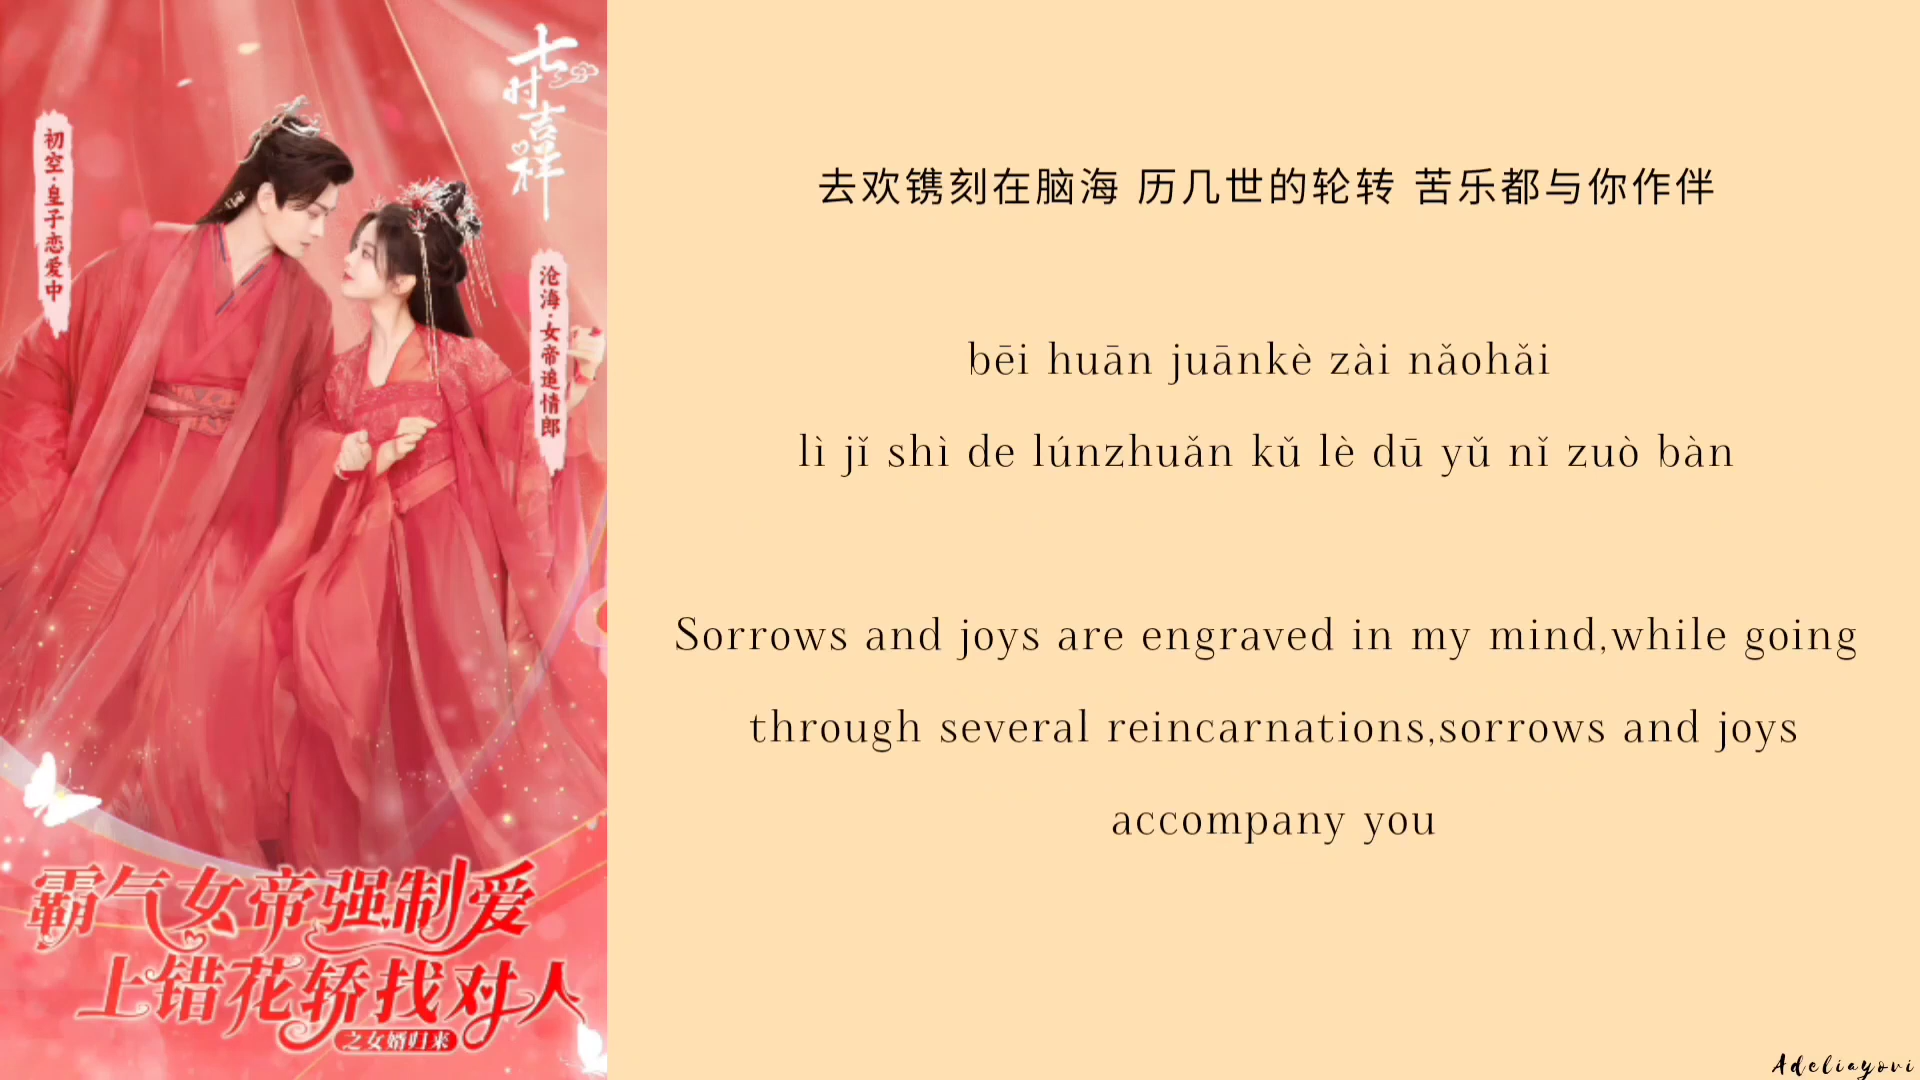 七时吉祥
初空·皇子恋爱中
沧海·女帝追情郎
霸气女帝强制爱
上错花轿找对人
之女婿归来
去欢镌刻在脑海 历几世的轮转 苦乐都与你作伴
bēi huān juānkè zài nǎohǎi
lì jǐ shì de lúnzhuǎn kǔ lè dū yǔ nǐ zuò bàn
Sorrows and joys are engraved in my mind,while going
through several reincarnations,sorrows and joys
accompany you
Adeliayovi